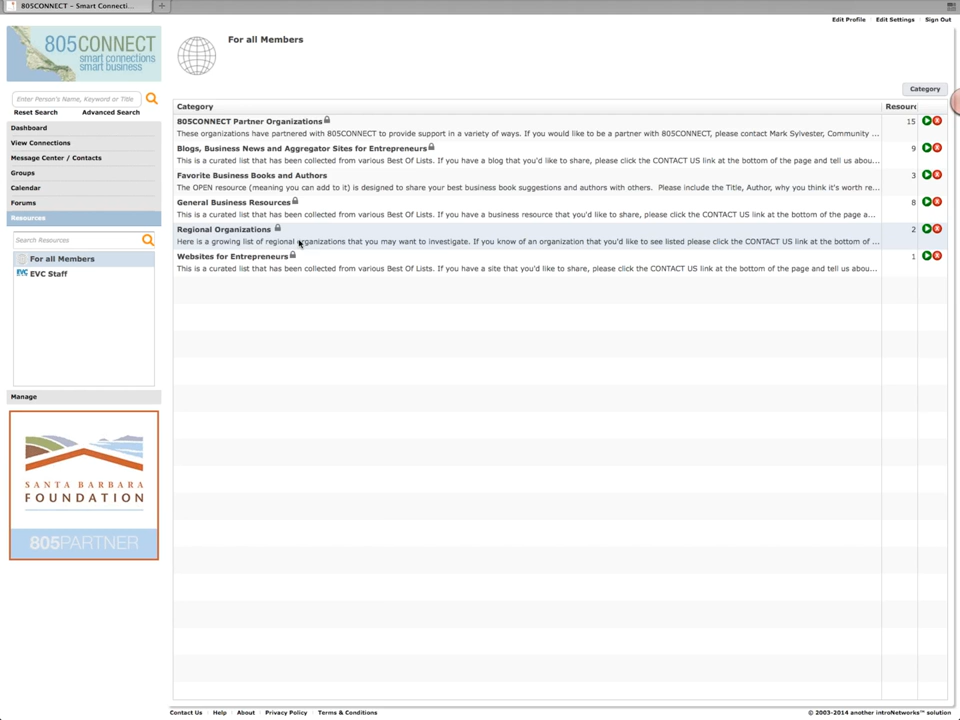 805CONNECT - Smart Connecti...
805CONNECT
smart connections
smart business
For all Members
Edit Profile
Edit Settings
Sign Out
Enter Person's Name, Keyword or Title
Reset Search
Advanced Search
Dashboard
View Connections
Message Center / Contacts
Groups
Calendar
Forums
Resources
Search Resources
For all Members
EVC Staff
Manage
SANTA BARBARA
FOUNDATION
805PARTNER
Category
Category
Resourc
805CONNECT Partner Organizations
15
These organizations have partnered with 805CONNECT to provide support in a variety of ways. If you would like to be a partner with 805CONNECT, please contact Mark Sylvester, Community ...
Blogs, Business News and Aggregator Sites for Entrepreneurs
9
This is a curated list that has been collected from various Best Of Lists. If you have a blog that you'd like to share, please click the CONTACT US link at the bottom of the page and tell us abou...
Favorite Business Books and Authors
3
The OPEN resource (meaning you can add to it) is designed to share your best business book suggestions and authors with others. Please include the Title, Author, why you think it's worth re...
General Business Resources
8
This is a curated list that has been collected from various Best Of Lists. If you have a business resource that you'd like to share, please click the CONTACT US link at the bottom of the page a...
Regional Organizations
2
Here is a growing list of regional organizations that you may want to investigate. If you know of an organization that you'd like to see listed please click the CONTACT US link at the bottom of ...
Websites for Entrepreneurs
1
This is a curated list that has been collected from various Best Of Lists. If you have a site that you'd like to share, please click the CONTACT US link at the bottom of the page and tell us abou...
Contact Us
Help
About
Privacy Policy
Terms & Conditions
© 2003-2014 another introNetworks™ solution